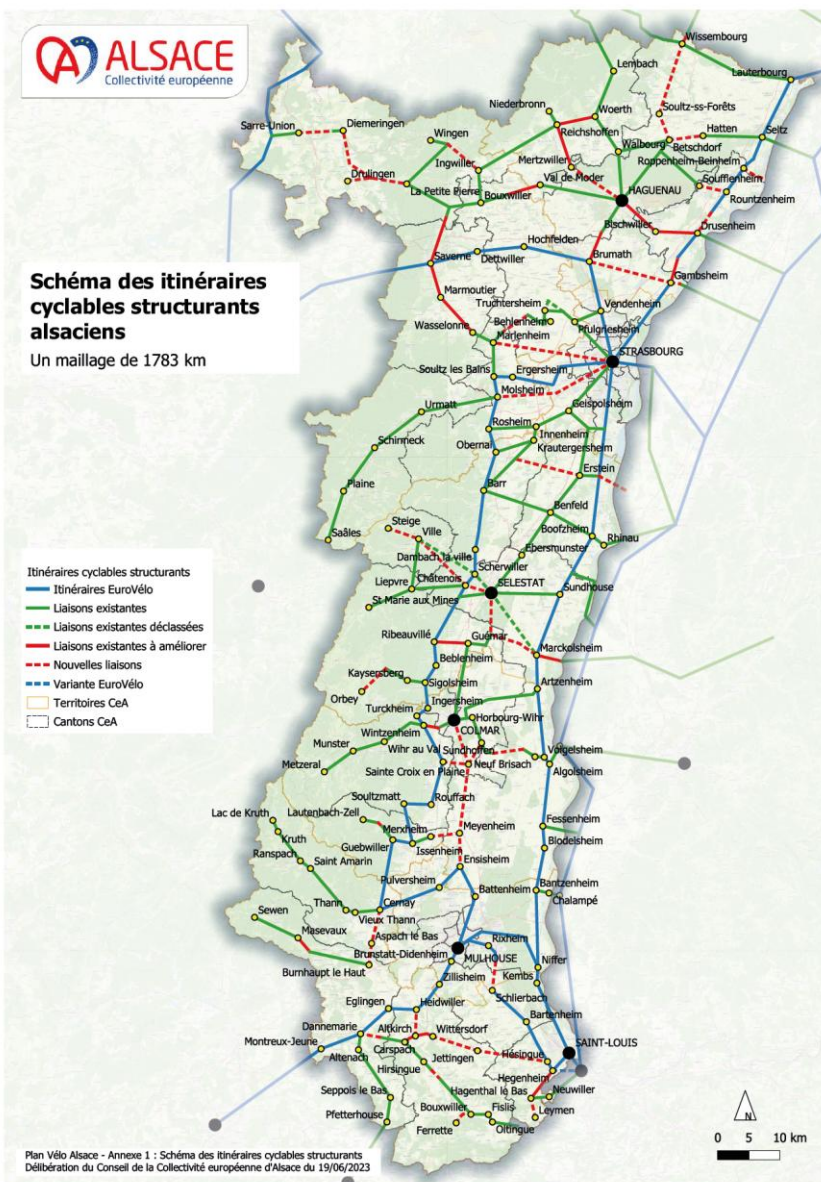 ALSACE
Collectivité européenne
Schéma des itinéraires
cyclables structurants
alsaciens
Un maillage de 1783 km
Wissembourg
Lembach
Lauterbourg
Niederbronn
Woerth
Soultz-ss-Forêts
Sarre-Union
Diemeringen
Wingen
Reichshoffen
Hatten
Seltz
Walbourg
Betschdorf
Ingwiller
Mertzwiller
Roppenheim-Beinheim
Drulingen
Val de Moder
Soufflenheim
La Petite Pierre
Bouxwiller
HAGUENAU
Rountzenheim
Bischwiller
Drusenheim
Hochfelden
Saverne
Dettwiller
Brumath
Gambsheim
Marmoutier
Truchtersheim
Vendenheim
Behlenheim
Wasselonne
Pfulgriesheim
Marlenheim
STRASBOURG
Soultz les Bains
Ergersheim
Molsheim
Urmatt
Geispolsheim
Rosheim
Innenheim
Schirmeck
Obernai
Krautergersheim
Erstein
Plaine
Barr
Benfeld
Steige
Ville
Boofzheim
Saâles
Rhinau
Dambach la ville
Ebersmunster
Scherwiller
Liepvre
Châtenois
SELESTAT
Sundhouse
St Marie aux Mines
Ribeauvillé
Guémar
Beblenheim
Marckolsheim
Kaysersberg
Sigolsheim
Artzenheim
Orbey
Ingersheim
Turckheim
Horbourg-Wihr
Wintzenheim
COLMAR
Munster
Wihr au Val
Sundhoffen
Volgelsheim
Metzeral
Sainte Croix en Plaine
Neuf Brisach
Algolsheim
Soultzmatt
Rouffach
Lac de Kruth
Lautenbach-Zell
Merxheim
Meyenheim
Fessenheim
Kruth
Guebwiller
Issenheim
Blodelsheim
Ranspach
Saint Amarin
Ensisheim
Pulversheim
Battenheim
Bantzenheim
Thann
Cernay
Chalampé
Sewen
Vieux Thann
Masevaux
Aspach le Bas
Rixheim
Brunstatt-Didenheim
MULHOUSE
Niffer
Burnhaupt le Haut
Zillisheim
Kembs
Schlierbach
Eglingen
Heidwiller
Bartenheim
Dannemarie
Altkirch
Wittersdorf
SAINT-LOUIS
Montreux-Jeune
Carspach
Altenach
Jettingen
Hésingue
Hirsingue
Hegenheim
Seppois le Bas
Hagenthal le Bas
Neuwiller
Bouxwiller
Fislis
Leymen
Pfetterhouse
Ferrette
Oltingue
Itinéraires cyclables structurants
Itinéraires EuroVélo
Liaisons existantes
Liaisons existantes déclassées
Liaisons existantes à améliorer
Nouvelles liaisons
Variante EuroVélo
Territoires CeA
Cantons CeA
N
0 5 10 km
Plan Vélo Alsace - Annexe 1 : Schéma des itinéraires cyclables structurants
Délibération du Conseil de la Collectivité européenne d'Alsace du 19/06/2023